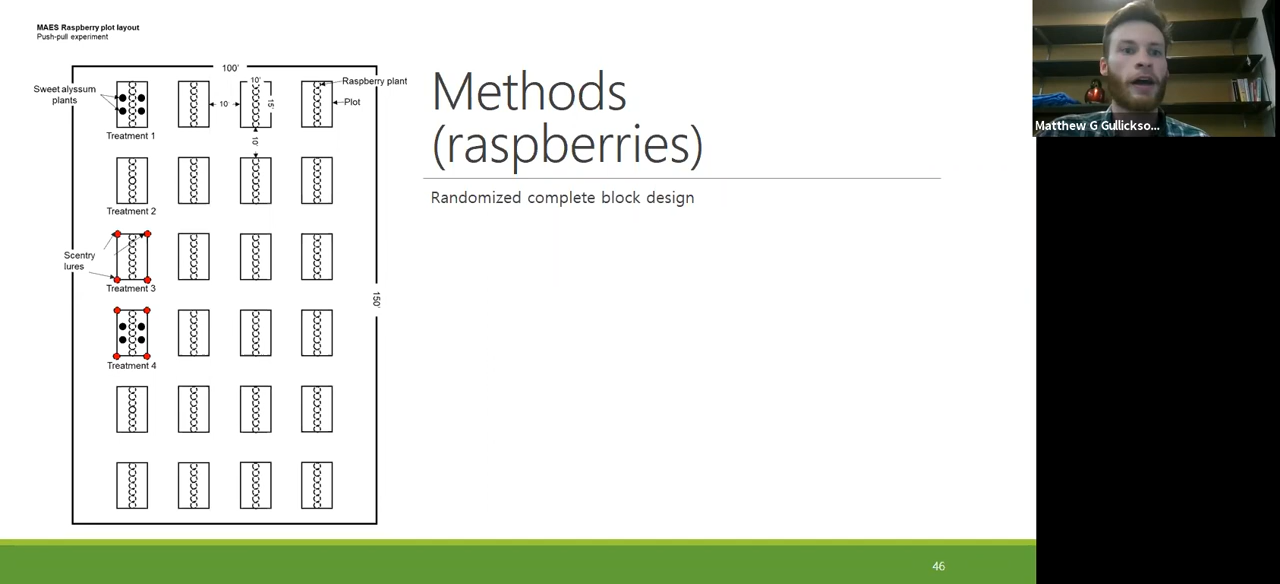 MAES Raspberry plot layout
Push-pull experiment
100'
Sweet alyssum
plants
10'
Raspberry plant
10
15'
Plot
Treatment 1
10'
Treatment 2
Scentry
lures
Treatment 3
150'
Treatment 4
Methods
(raspberries)
Randomized complete block design
46
Matthew G Gullickso...